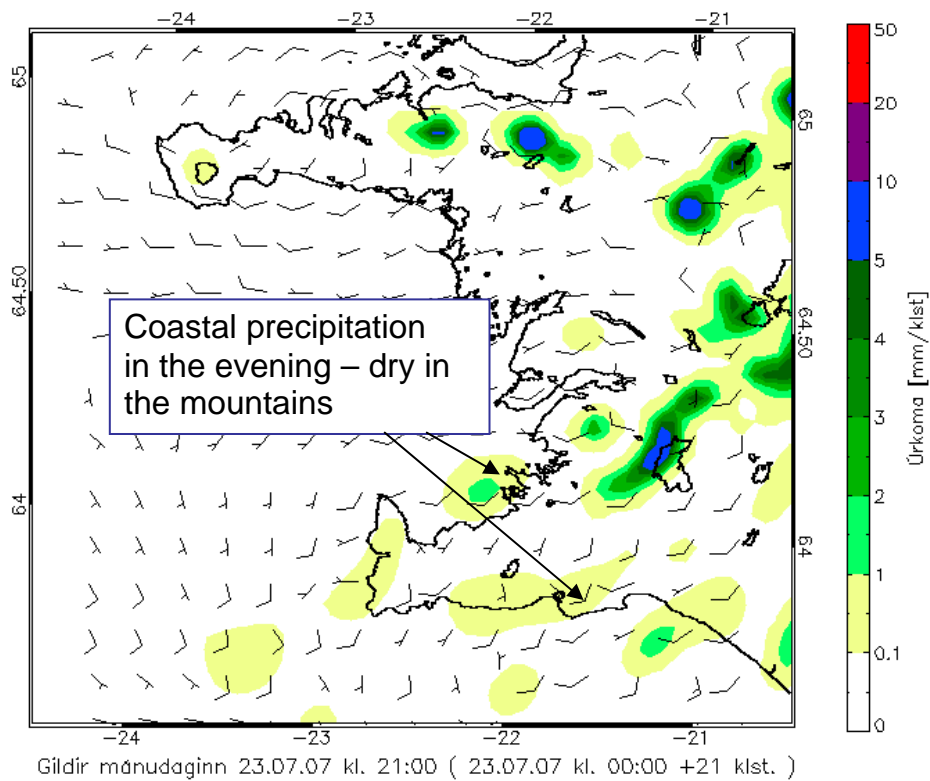 -24 -23 -22 -21
65
64.50
64
65
64.50
64
Coastal precipitation
in the evening – dry in
the mountains
-24 -23 -22 -21
50
20
10
5
4
3
2
1
0.1
0
Úrkoma [mm/klst]
Gildir mánudaginn 23.07.07 kl. 21:00 ( 23.07.07 kl. 00:00 +21 klst. )